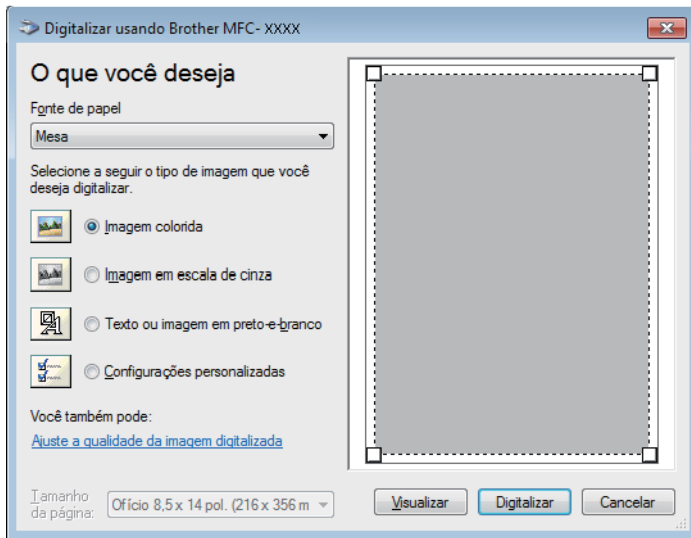 Digitalizar usando Brother MFC- XXXX
O que você deseja
Fonte de papel
Mesa
Selecione a seguir o tipo de imagem que você
deseja digitalizar.
Imagem colorida
Imagem em escala de cinza
Texto ou imagem em preto-e-branco
Configurações personalizadas
Você também pode:
Ajuste a qualidade da imagem digitalizada
Tamanho
da página:
Ofício 8,5 x 14 pol. (216 x 356 m
Visualizar
Digitalizar
Cancelar